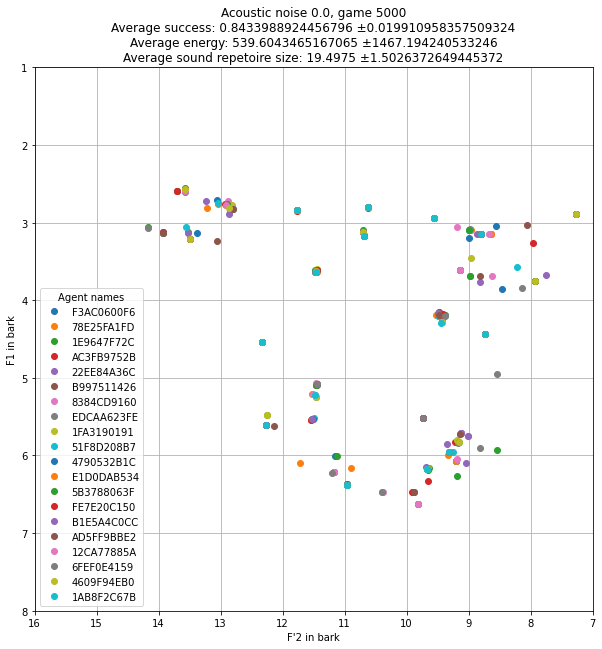 Acoustic noise 0.0, game 5000
Average success: 0.8433988924456796 ±0.019910958357509324
Average energy: 539.6043465167065 ±1467.194240533246
Average sound repetoire size: 19.4975 ±1.5026372649445372
1
2
3
4
5
6
7
8
F1 in bark
Agent names
F3AC0600F6
78E25FA1FD
1E9647F72C
AC3FB9752B
22EE84A36C
B997511426
8384CD9160
EDCAA623FE
1FA3190191
51F8D208B7
4790532B1C
E1D0DAB534
5B3788063F
FE7E20C150
B1E5A4C0CC
AD5FF9BBE2
12CA77885A
6FEF0E4159
4609F94EB0
1AB8F2C67B
16 15 14 13 12 11 10 9 8 7
F'2 in bark